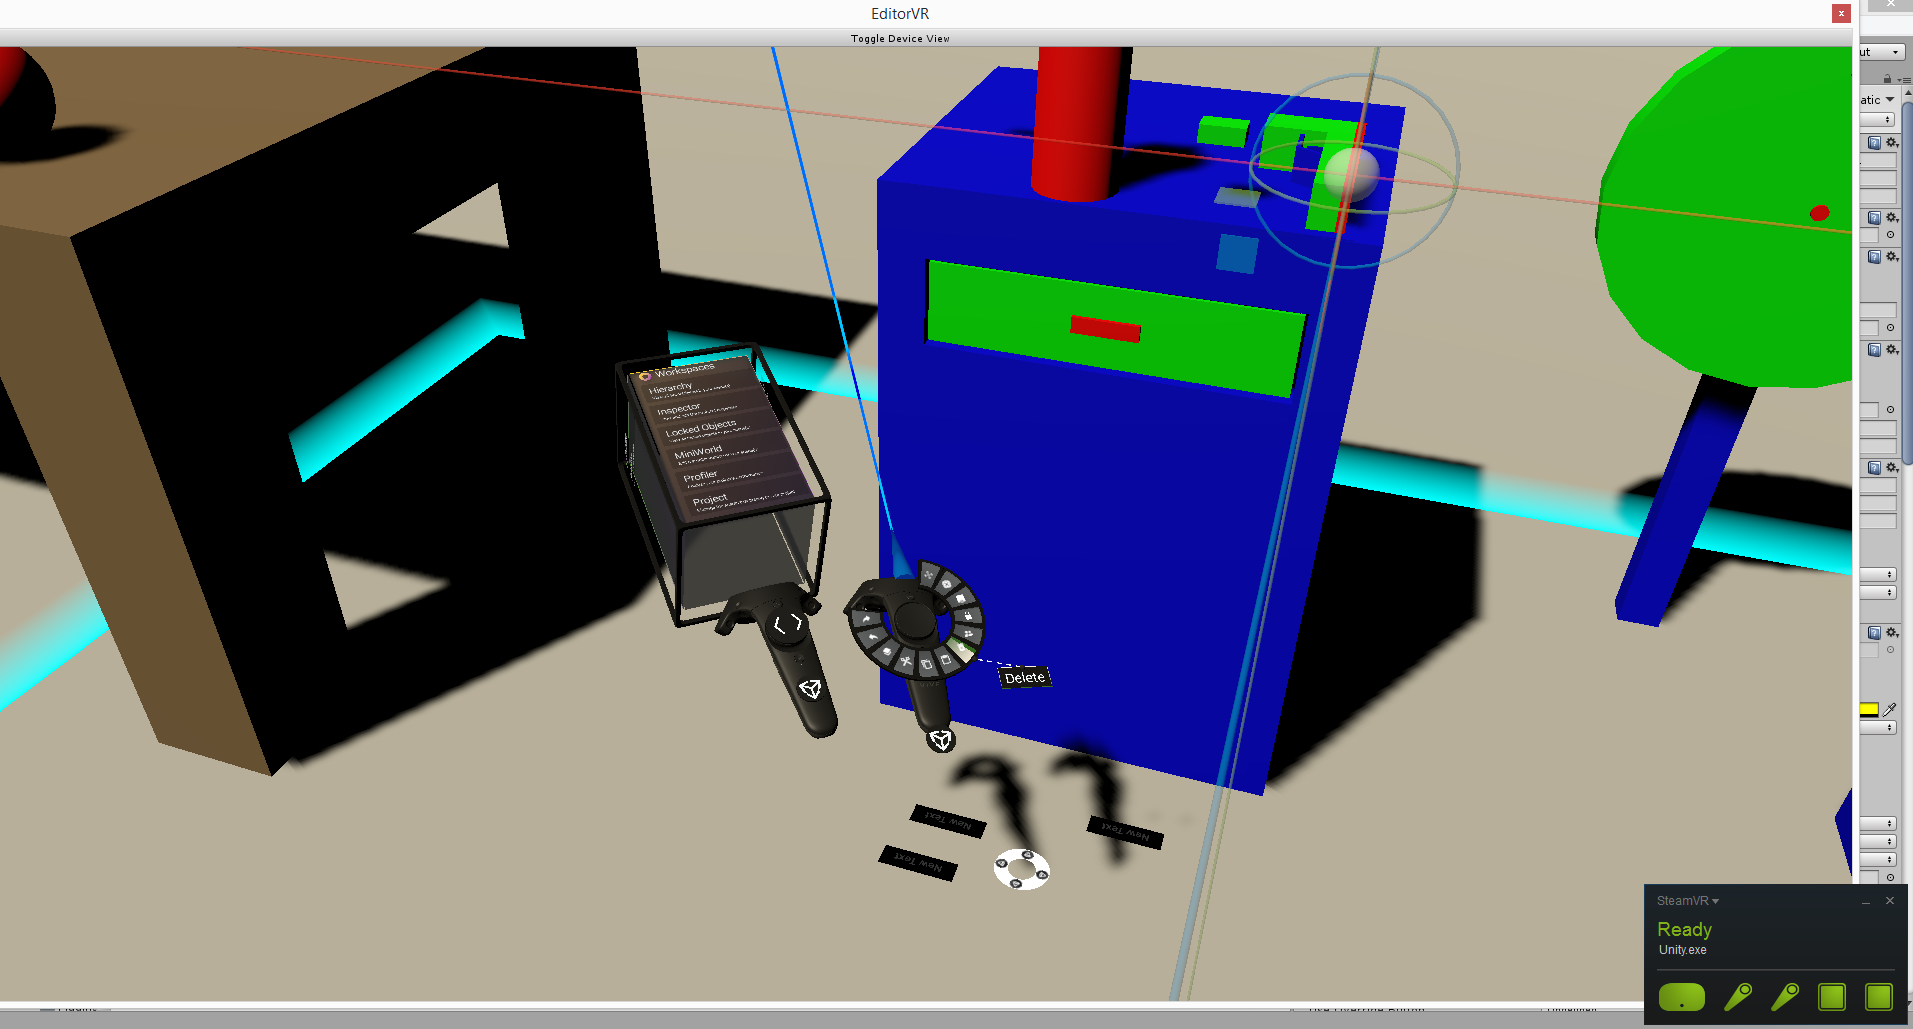 EditorVR
Toggle Device View
ut
atic
Workspaces
Hierarchy
Inspector
Locked Objects
MiniWorld
Profiler
Project
Delete
New Text
New Text
New Text
SteamVR
Ready
Unity.exe